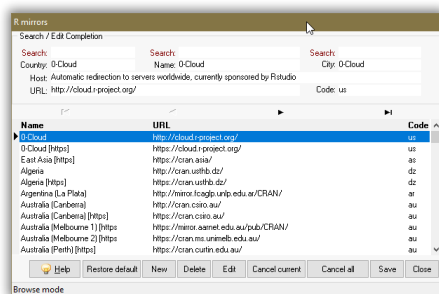 R mirrors
Search / Edit Completion
Search: Search: Search:
Country: 0-Cloud Name: 0-Cloud City: 0-Cloud
Host: Automatic redirection to servers worldwide, currently sponsored by Rstudio
URL: http://cloud.r-project.org/ Code: us
Name URL Code
0-Cloud http://cloud.r-project.org/ us
0-Cloud [https] https://cloud.r-project.org/ us
East Asia [https] https://cran.asia/ as
Algeria http://cran.usthb.dz/ dz
Algeria [https] https://cran.usthb.dz/ dz
Argentina (La Plata) http://mirror.fcaglp.unlp.edu.ar/CRAN/ ar
Australia (Canberra) http://cran.csiro.au/ au
Australia (Canberra) [https] https://cran.csiro.au/ au
Australia (Melbourne 1) [https https://mirror.aarnet.edu.au/pub/CRAN/ au
Australia (Melbourne 2) [https https://cran.ms.unimelb.edu.au/ au
Australia (Perth) [https] https://cran.curtin.edu.au/ au
Help Restore default New Delete Edit Cancel current Cancel all Save Close
Browse mode